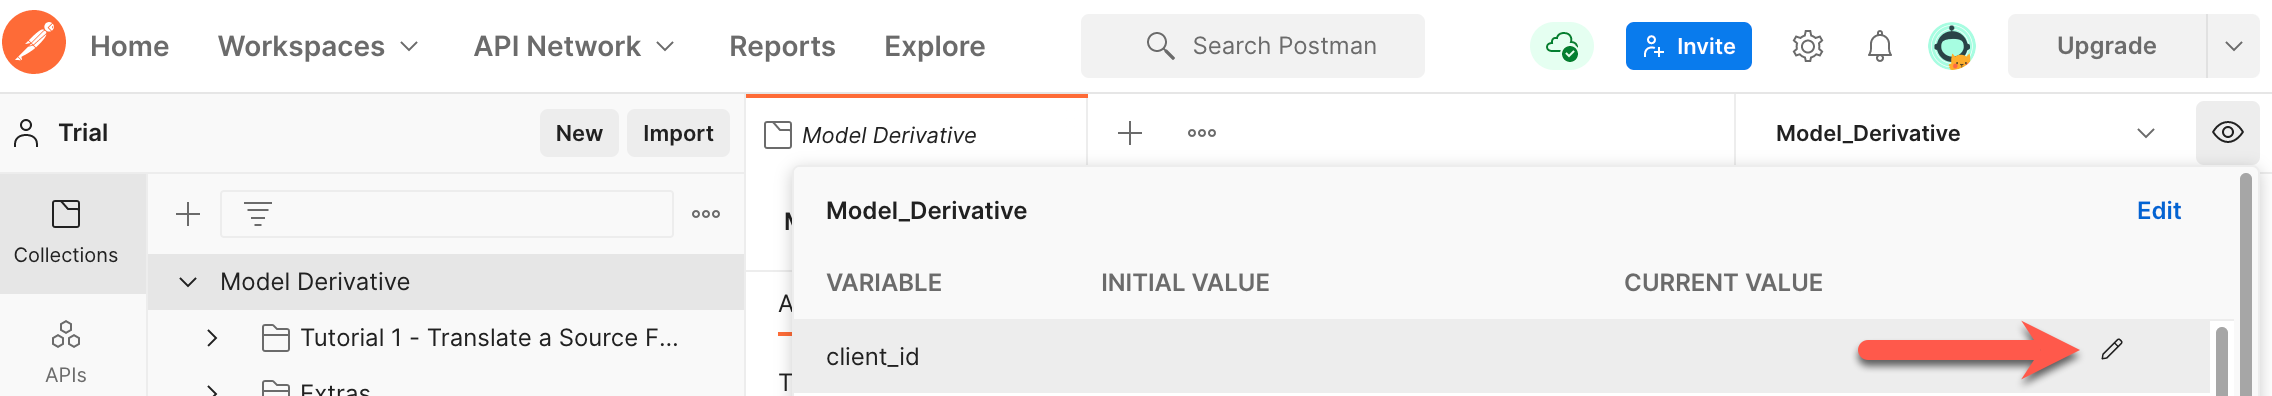 Home Workspaces API Network Reports Explore Search Postman Invite Upgrade
Trial New Import Model Derivative Model_Derivative
Model_Derivative Edit
Collections
VARIABLE INITIAL VALUE CURRENT VALUE
Model Derivative
Tutorial 1 - Translate a Source F...
client_id
APIs
Extras